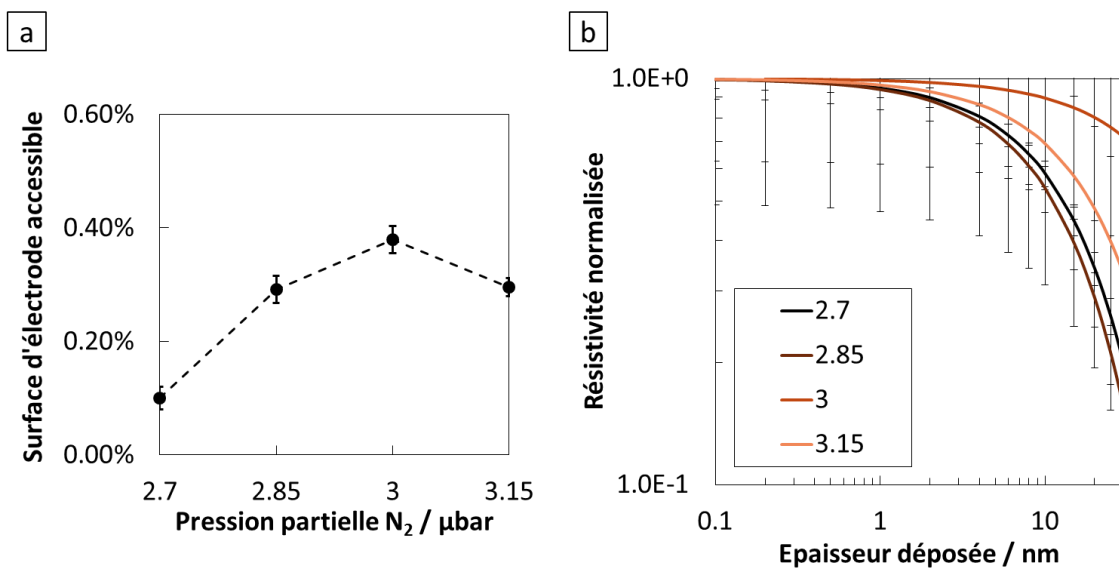 a
Surface d'électrode accessible
0.60%
0.40%
0.20%
0.00%
2.7
2.85
3
3.15
Pression partielle N₂ / µbar
b
Résistivité normalisée
1.0E+0
1.0E-1
2.7
2.85
3
3.15
0.1
1
10
Epaisseur déposée / nm